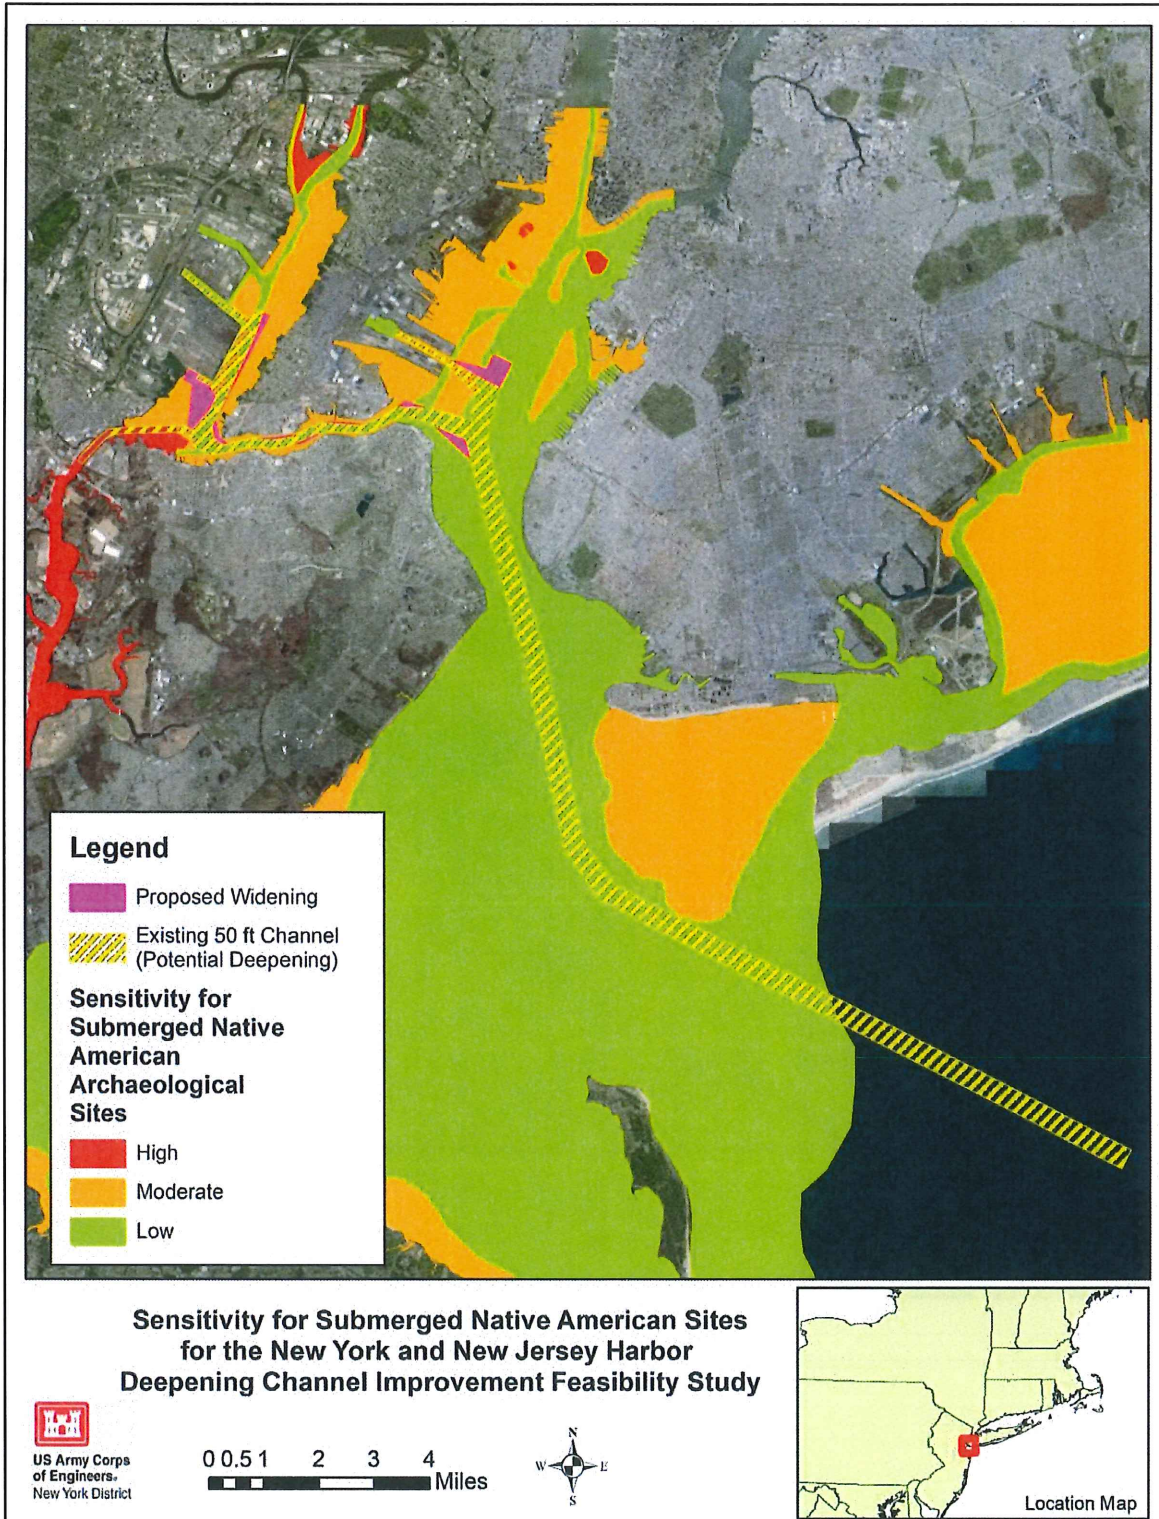 Legend
Proposed Widening
Existing 50 ft Channel
(Potential Deepening)
Sensitivity for
Submerged Native
American
Archaeological
Sites
High
Moderate
Low
Sensitivity for Submerged Native American Sites
for the New York and New Jersey Harbor
Deepening Channel Improvement Feasibility Study
US Army Corps
of Engineers®
New York District
0 0.5 1 2 3 4
Miles
N
W E
S
Location Map